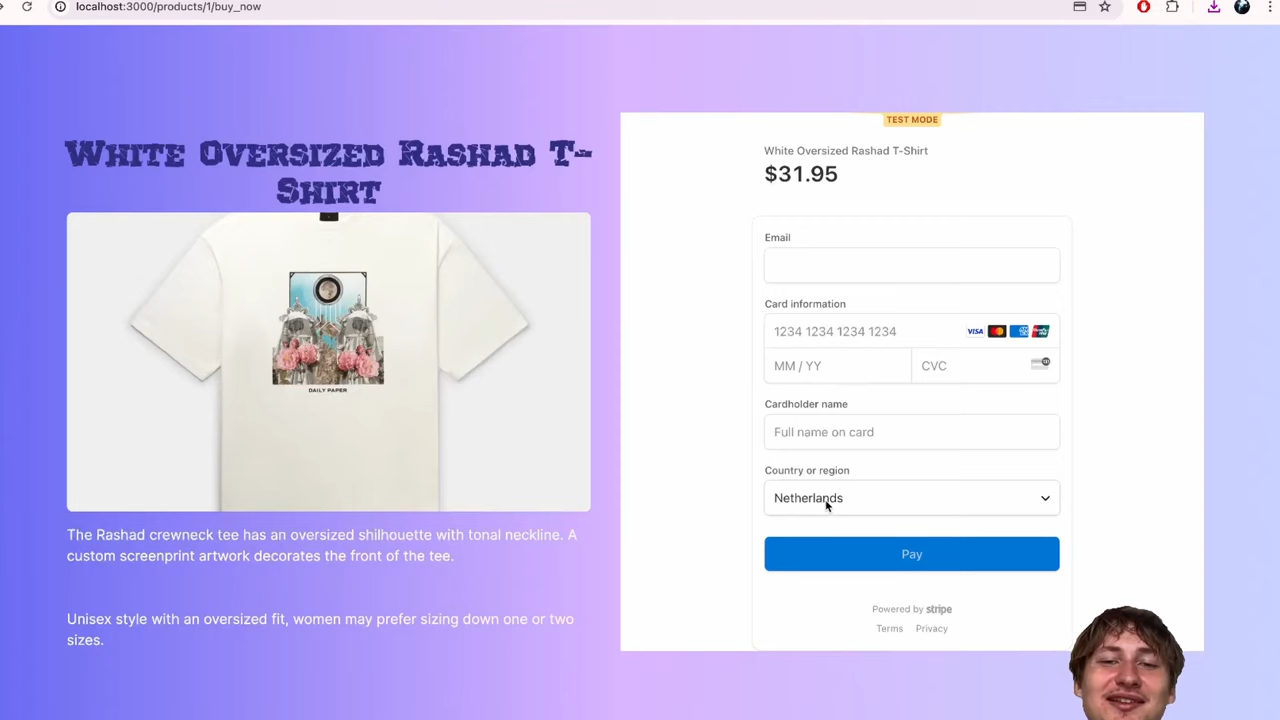 localhost:3000/products/1/buy_now
White Oversized Rashad T-
Shirt
DAILY PAPER
The Rashad crewneck tee has an oversized shilhouette with tonal neckline. A
custom screenprint artwork decorates the front of the tee.
Unisex style with an oversized fit, women may prefer sizing down one or two
sizes.
TEST MODE
White Oversized Rashad T-Shirt
$31.95
Email
Card information
1234 1234 1234 1234
VISA
MM / YY
CVC
Cardholder name
Full name on card
Country or region
Netherlands
Pay
Powered by stripe
Terms Privacy